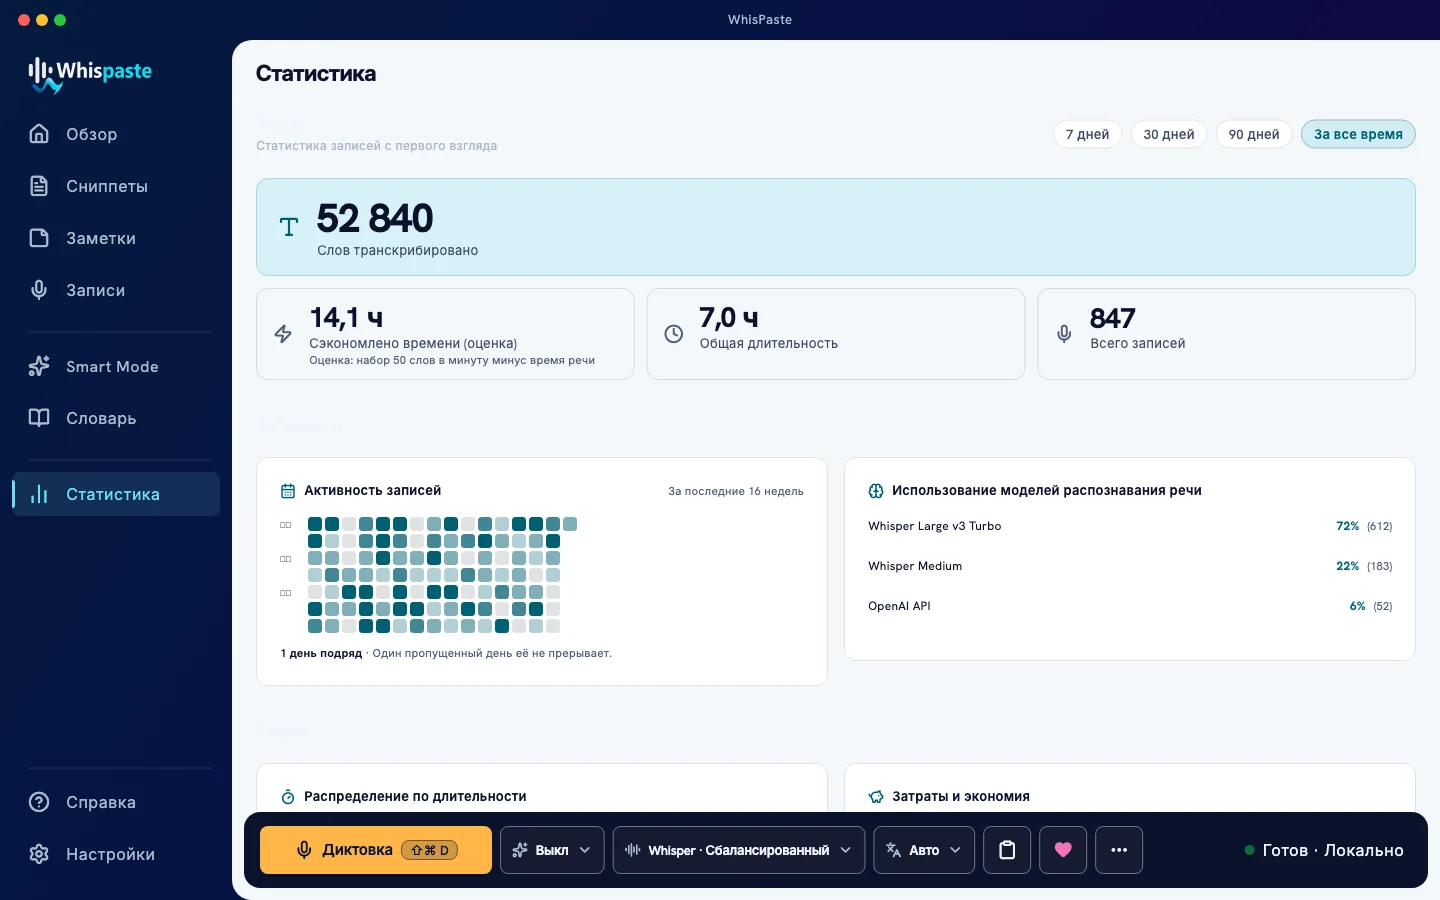 WhisPaste
Whispaste
Обзор
Сниппеты
Заметки
Записи
Smart Mode
Словарь
Статистика
Справка
Настройки
Статистика
Статистика записей с первого взгляда
7 дней
30 дней
90 дней
За все время
52 840
Слов транскрибировано
14,1 ч
Сэкономлено времени (оценка)
Оценка: набор 50 слов в минуту минус время речи
7,0 ч
Общая длительность
847
Всего записей
Активность записей
За последние 16 недель
1 день подряд · Один пропущенный день её не прерывает.
Использование моделей распознавания речи
Whisper Large v3 Turbo 72% (612)
Whisper Medium 22% (183)
OpenAI API 6% (52)
Распределение по длительности
Затраты и экономия
Диктовка ⇧⌘D
Выкл
Whisper · Сбалансированный
Авто
Готов · Локально